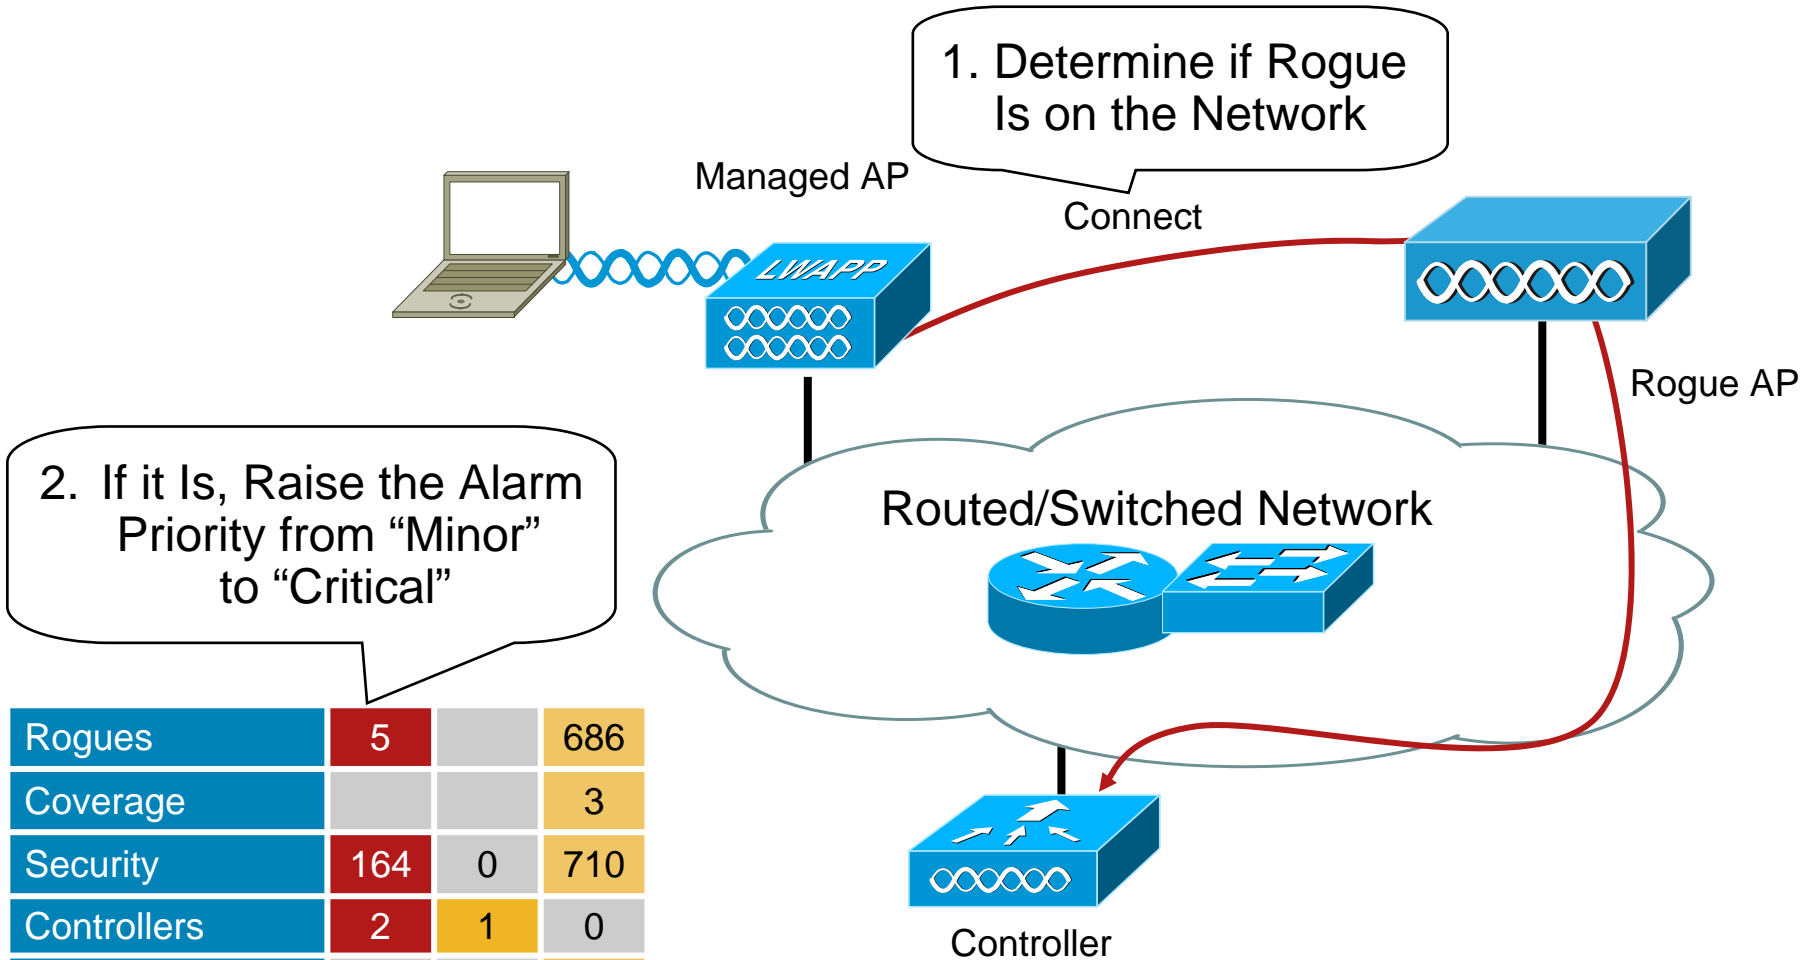 1. Determine if Rogue
Is on the Network
Managed AP
Connect
LWAPP
Rogue AP
2. If it Is, Raise the Alarm
Priority from “Minor”
to “Critical”
Routed/Switched Network
Rogues 5 686
Coverage 3
Security 164 0 710
Controllers 2 1 0
Controller